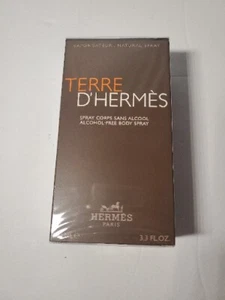 VAPORISATEUR - NATURAL SPRAY
TERRE
D'HERMÈS
SPRAY CORPS SANS ALCOOL
ALCOHOL FREE BODY SPRAY
HERMÈS
PARIS
3.3 FL.OZ